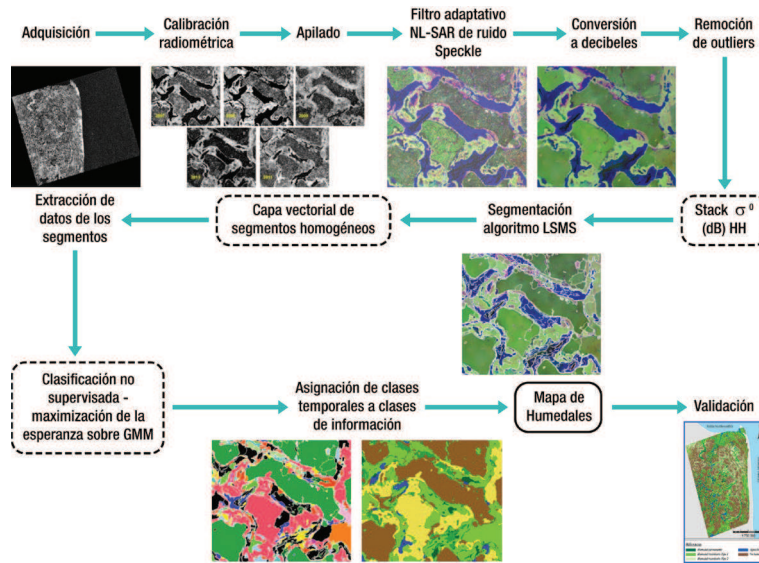 Adquisición
Calibración
radiométrica
Apilado
Filtro adaptativo
NL-SAR de ruido
Speckle
Conversión
a decibeles
Remoción
de outliers
Stack σ⁰
(dB) HH
Segmentación
algoritmo LSMS
Capa vectorial de
segmentos homogéneos
Extracción de
datos de los
segmentos
Clasificación no
supervisada -
maximización de la
esperanza sobre GMM
Asignación de clases
temporales a clases
de información
Mapa de
Humedales
Validación